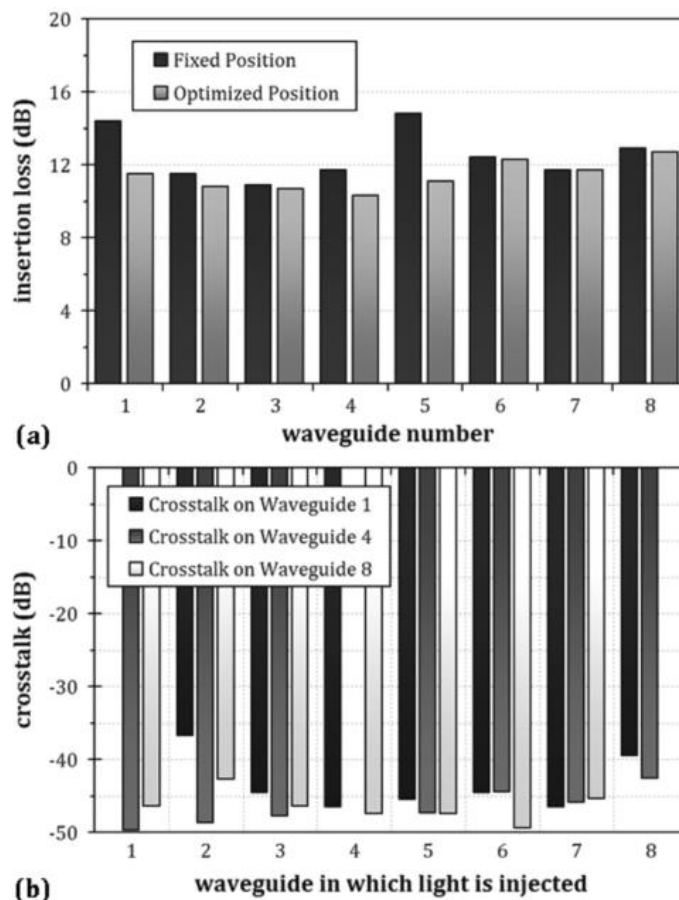 20
16
12
8
4
0
insertion loss (dB)
Fixed Position
Optimized Position
1 2 3 4 5 6 7 8
waveguide number
(a)
0
-10
-20
-30
-40
-50
crosstalk (dB)
Crosstalk on Waveguide 1
Crosstalk on Waveguide 4
Crosstalk on Waveguide 8
1 2 3 4 5 6 7 8
waveguide in which light is injected
(b)